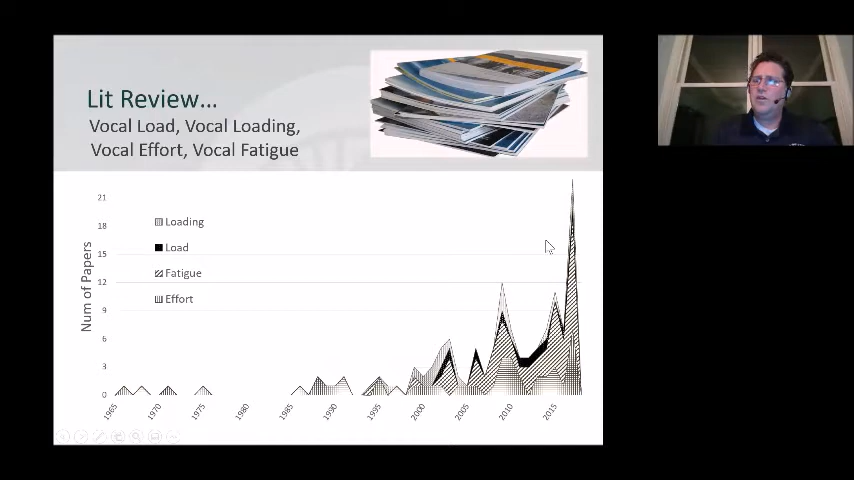 Lit Review...
Vocal Load, Vocal Loading,
Vocal Effort, Vocal Fatigue
Num of Papers
21
18
15
12
9
6
3
0
Loading
Load
Fatigue
Effort
1965
1970
1975
1980
1985
1990
1995
2000
2005
2010
2015